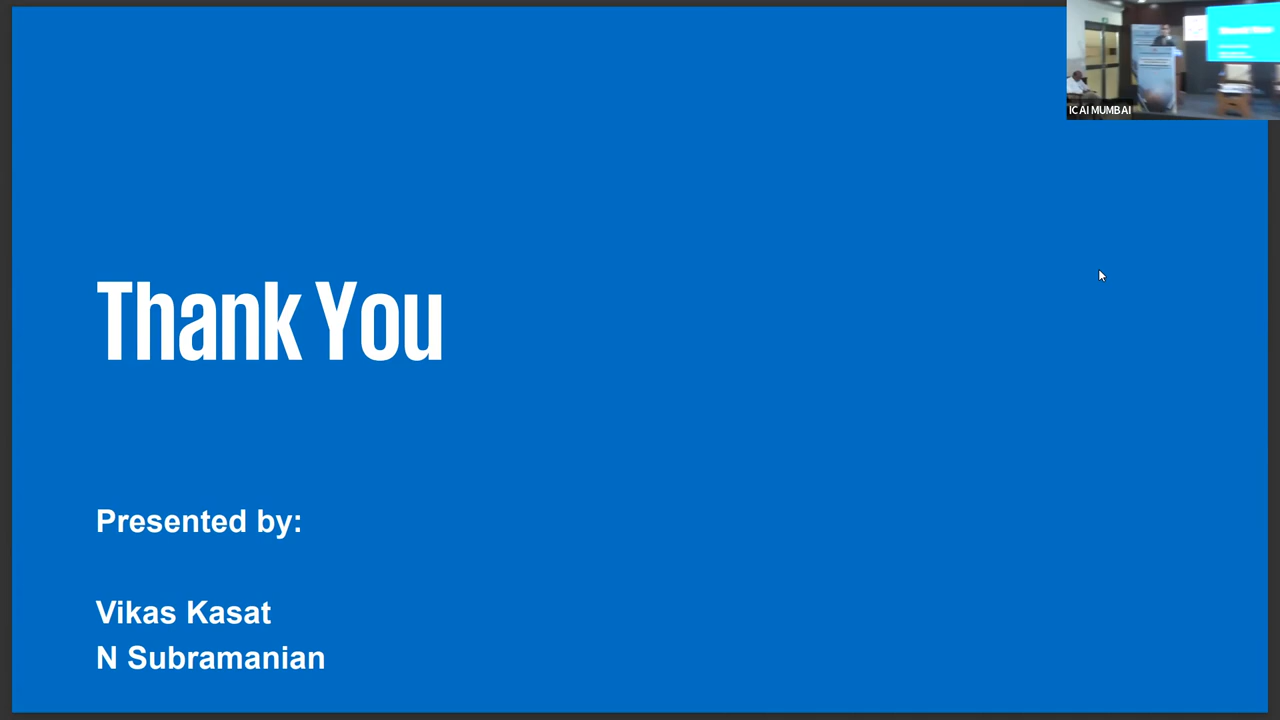 ICAI MUMBAI
Thank You
Presented by:
Vikas Kasat
N Subramanian